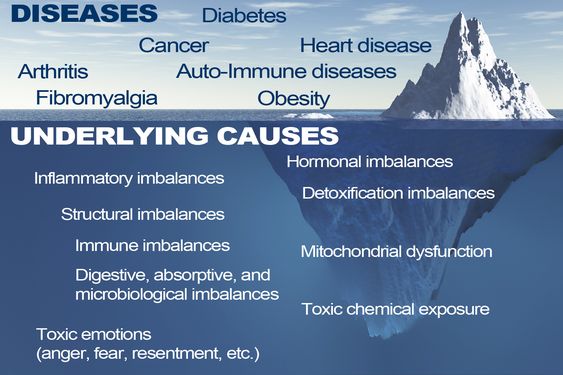 DISEASES
Diabetes
Cancer
Heart disease
Arthritis
Auto-Immune diseases
Fibromyalgia
Obesity
UNDERLYING CAUSES
Hormonal imbalances
Inflammatory imbalances
Detoxification imbalances
Structural imbalances
Immune imbalances
Mitochondrial dysfunction
Digestive, absorptive, and
microbiological imbalances
Toxic chemical exposure
Toxic emotions
(anger, fear, resentment, etc.)